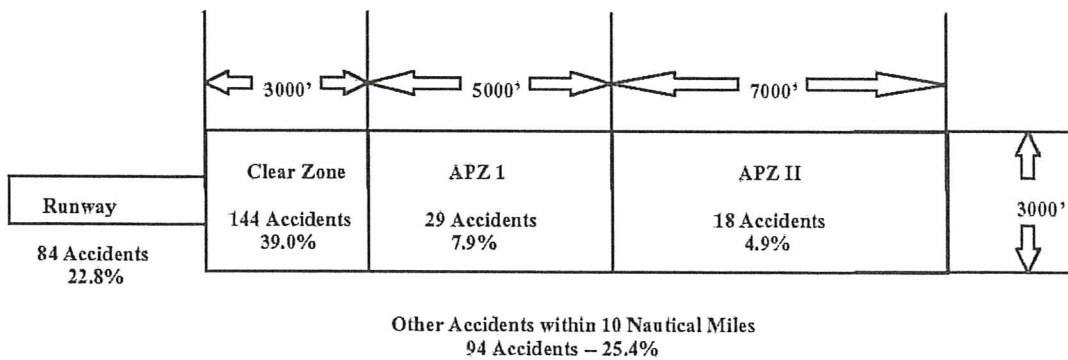 3000’
5000’
7000’
Clear Zone
APZ 1
APZ II
Runway
144 Accidents
39.0%
29 Accidents
7.9%
18 Accidents
4.9%
3000’
84 Accidents
22.8%
Other Accidents within 10 Nautical Miles
94 Accidents – 25.4%